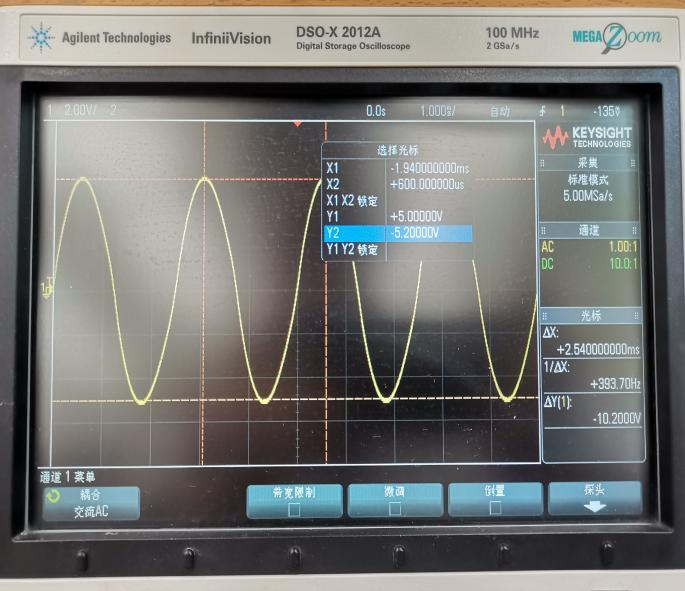 Agilent Technologies InfiniiVision DSO-X 2012A 100 MHz MEGA Zoom
Digital Storage Oscilloscope 2 GSa/s
1 2.00V/ 2 0.0s 1.000s/ 自动 1 -135V
KEYSIGHT
TECHNOLOGIES
选择光标
X1 -1.940000000ms
X2 +600.000000us
X1 X2 锁定
Y1 +5.00000V
Y2 -5.20000V
Y1 Y2 锁定
采集
标准模式
5.00MSa/s
通道
AC 1.00:1
DC 10.0:1
光标
ΔX:
+2.540000000ms
1/ΔX:
+393.70Hz
ΔY(1):
-10.2000V
通道 1 菜单
耦合
交流AC
带宽限制
微调
倒置
探头